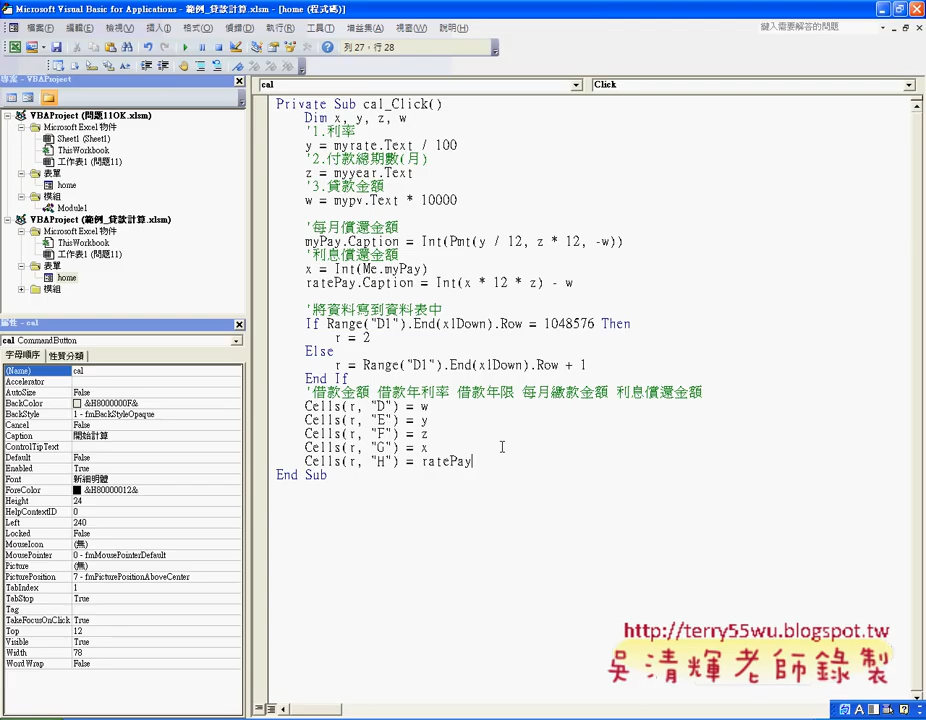 Microsoft Visual Basic for Applications - 範例_貸款計算.xlsm - [home (程式碼)]
檔案(F) 編輯(E) 檢視(V) 插入(I) 格式(O) 偵錯(D) 執行(R) 工具(T) 增益集(A) 視窗(W) 說明(H) 鍵入需要解答的問題
列 27，行 28
專案 - VBAProject
VBAProject (問題11OK.xlsm)
Microsoft Excel 物件
Sheet1 (Sheet1)
ThisWorkbook
工作表1 (問題11)
表單
home
模組
Module1
VBAProject (範例_貸款計算.xlsm)
Microsoft Excel 物件
ThisWorkbook
工作表1 (問題11)
表單
home
模組
屬性 - cal
cal CommandButton
字母順序 性質分類
(Name) cal
Accelerator
AutoSize False
BackColor &H8000000F&
BackStyle 1 - fmBackStyleOpaque
Cancel False
Caption 開始計算
ControlTipText
Default False
Enabled True
Font 新細明體
ForeColor &H80000012&
Height 24
HelpContextID 0
Left 240
Locked False
MouseIcon (無)
MousePointer 0 - fmMousePointerDefault
Picture (無)
PicturePosition 7 - fmPicturePositionAboveCenter
TabIndex 1
TabStop True
Tag
TakeFocusOnClick True
Top 12
Visible True
Width 78
WordWrap False
cal Click
Private Sub cal_Click()
Dim x, y, z, w
'1.利率
y = myrate.Text / 100
'2.付款總期數(月)
z = myyear.Text
'3.貸款金額
w = mypv.Text * 10000
'每月償還金額
myPay.Caption = Int(Pmt(y / 12, z * 12, -w))
'利息償還金額
x = Int(Me.myPay)
ratePay.Caption = Int(x * 12 * z) - w
'將資料寫到資料表中
If Range("D1").End(xlDown).Row = 1048576 Then
r = 2
Else
r = Range("D1").End(xlDown).Row + 1
End If
'借款金額 借款年利率 借款年限 每月繳款金額 利息償還金額
Cells(r, "D") = w
Cells(r, "E") = y
Cells(r, "F") = z
Cells(r, "G") = x
Cells(r, "H") = ratePay
End Sub
http://terry55wu.blogspot.tw
吳清輝老師錄製
A